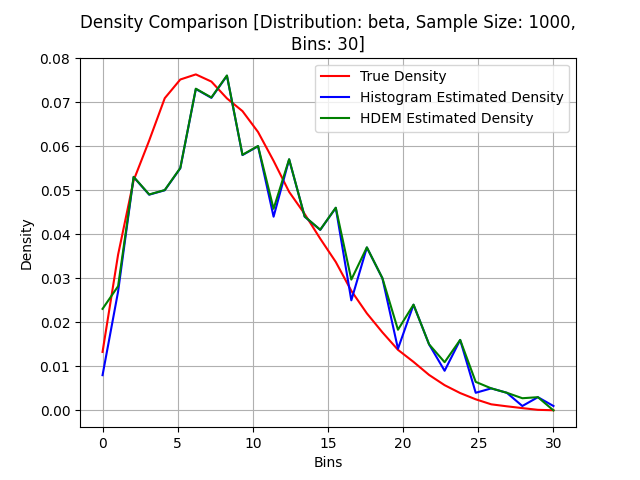 Density Comparison [Distribution: beta, Sample Size: 1000,
Bins: 30]
True Density
Histogram Estimated Density
HDEM Estimated Density
Density
0.08
0.07
0.06
0.05
0.04
0.03
0.02
0.01
0.00
0 5 10 15 20 25 30
Bins